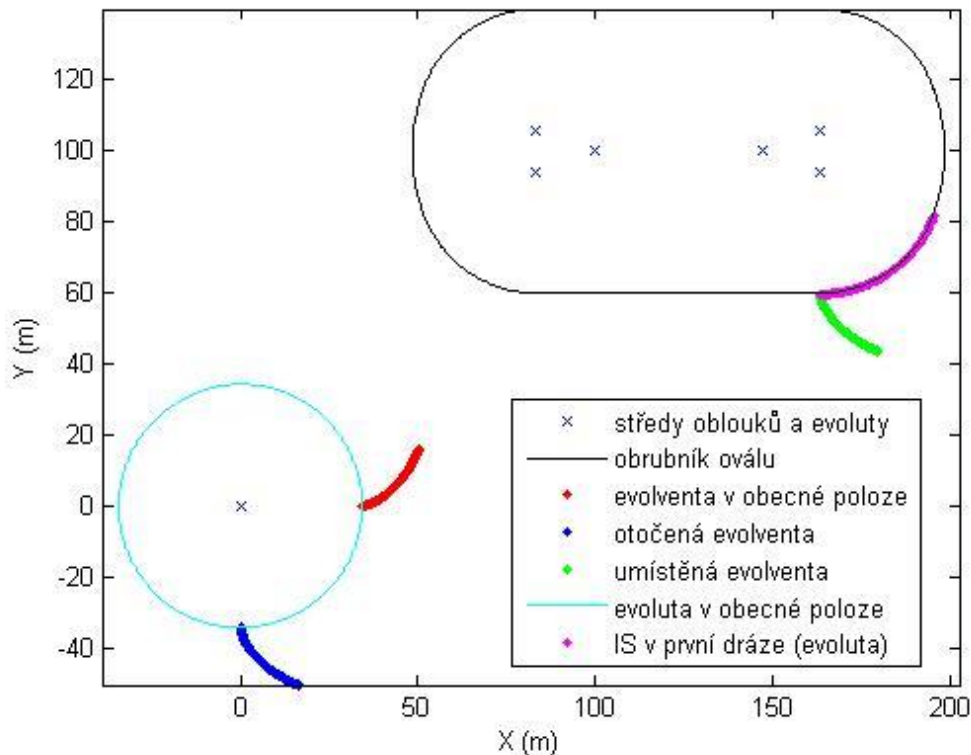 120
100
80
60
40
20
0
-20
-40
Y (m)
středy oblouků a evoluty
obrubník oválu
evolventa v obecné poloze
otočená evolventa
umístěná evolventa
evoluta v obecné poloze
IS v první dráze (evoluta)
0 50 100 150 200
X (m)